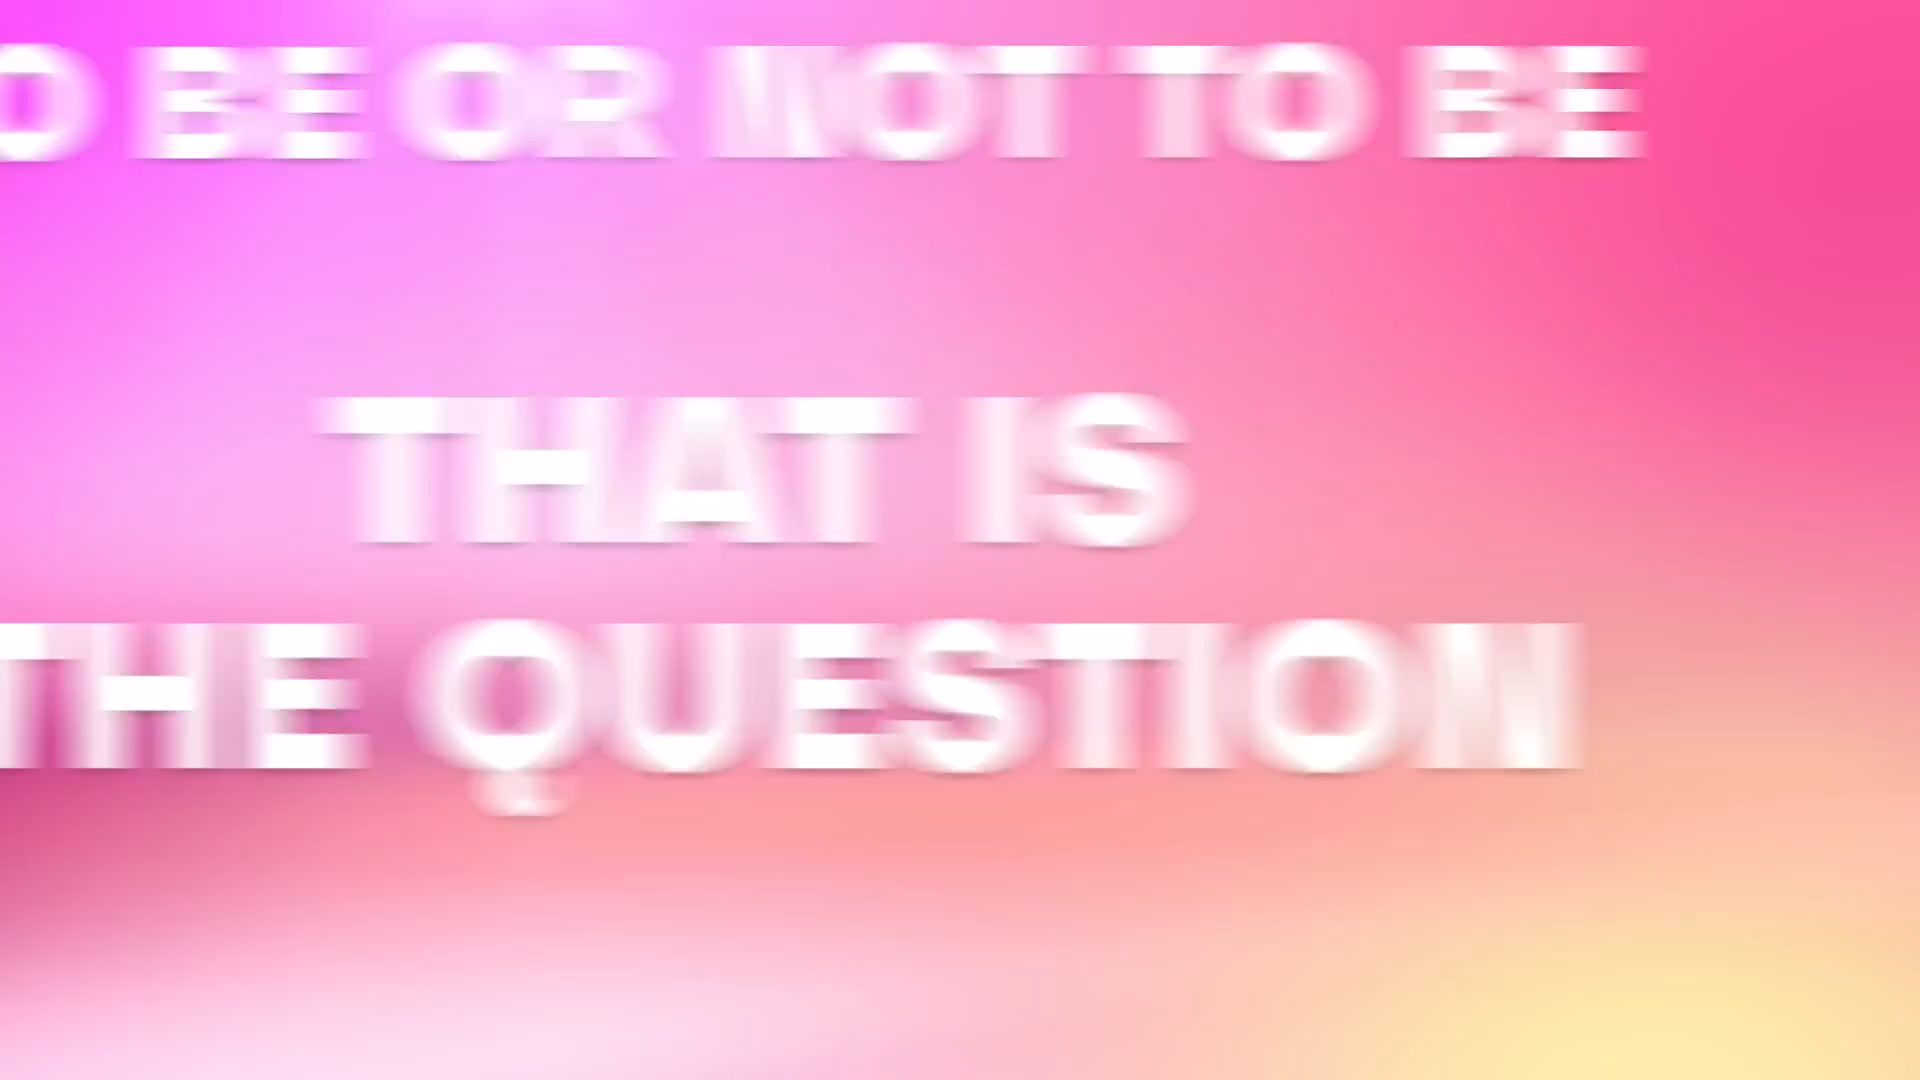 O BE OR NOT TO BE
THAT IS
THE QUESTION